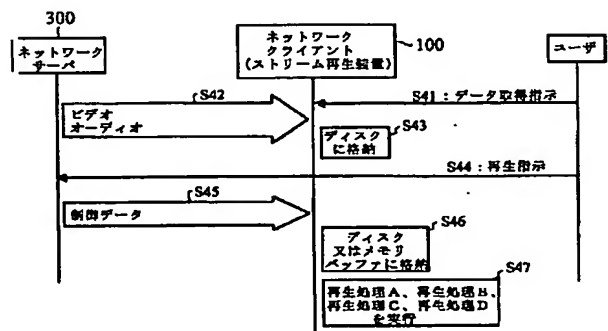 300
ネットワーク
サーバ
ネットワーク
クライアント
(ストリーム再生装置)
100
ユーザ
S42
S41:データ取得指示
ビデオ
オーディオ
S43
ディスク
に格納
S44:再生指示
S45
制御データ
S46
ディスク
又はメモリ
バッファに格納
S47
再生処理A、再生処理B、
再生処理C、再生処理D
を実行